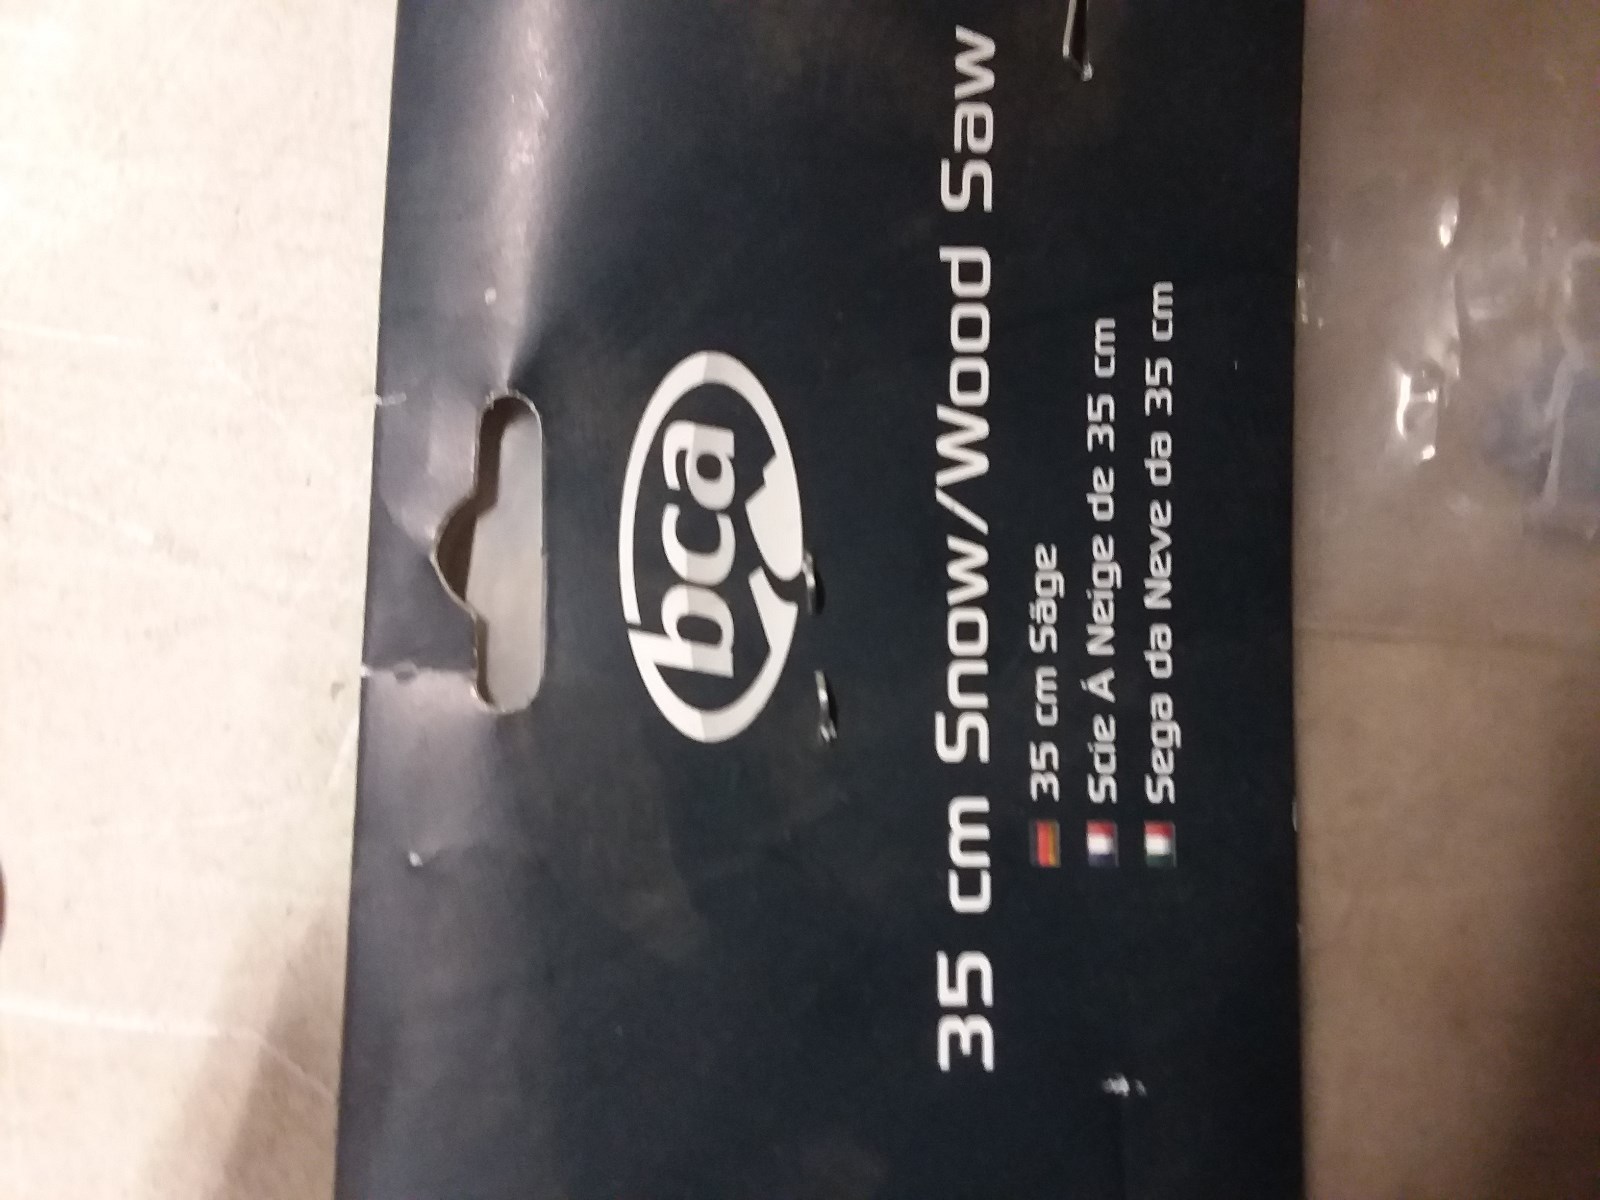 bca
35 cm Snow/Wood Saw
35 cm Säge
Scie Á Neige de 35 cm
Sega da Neve da 35 cm